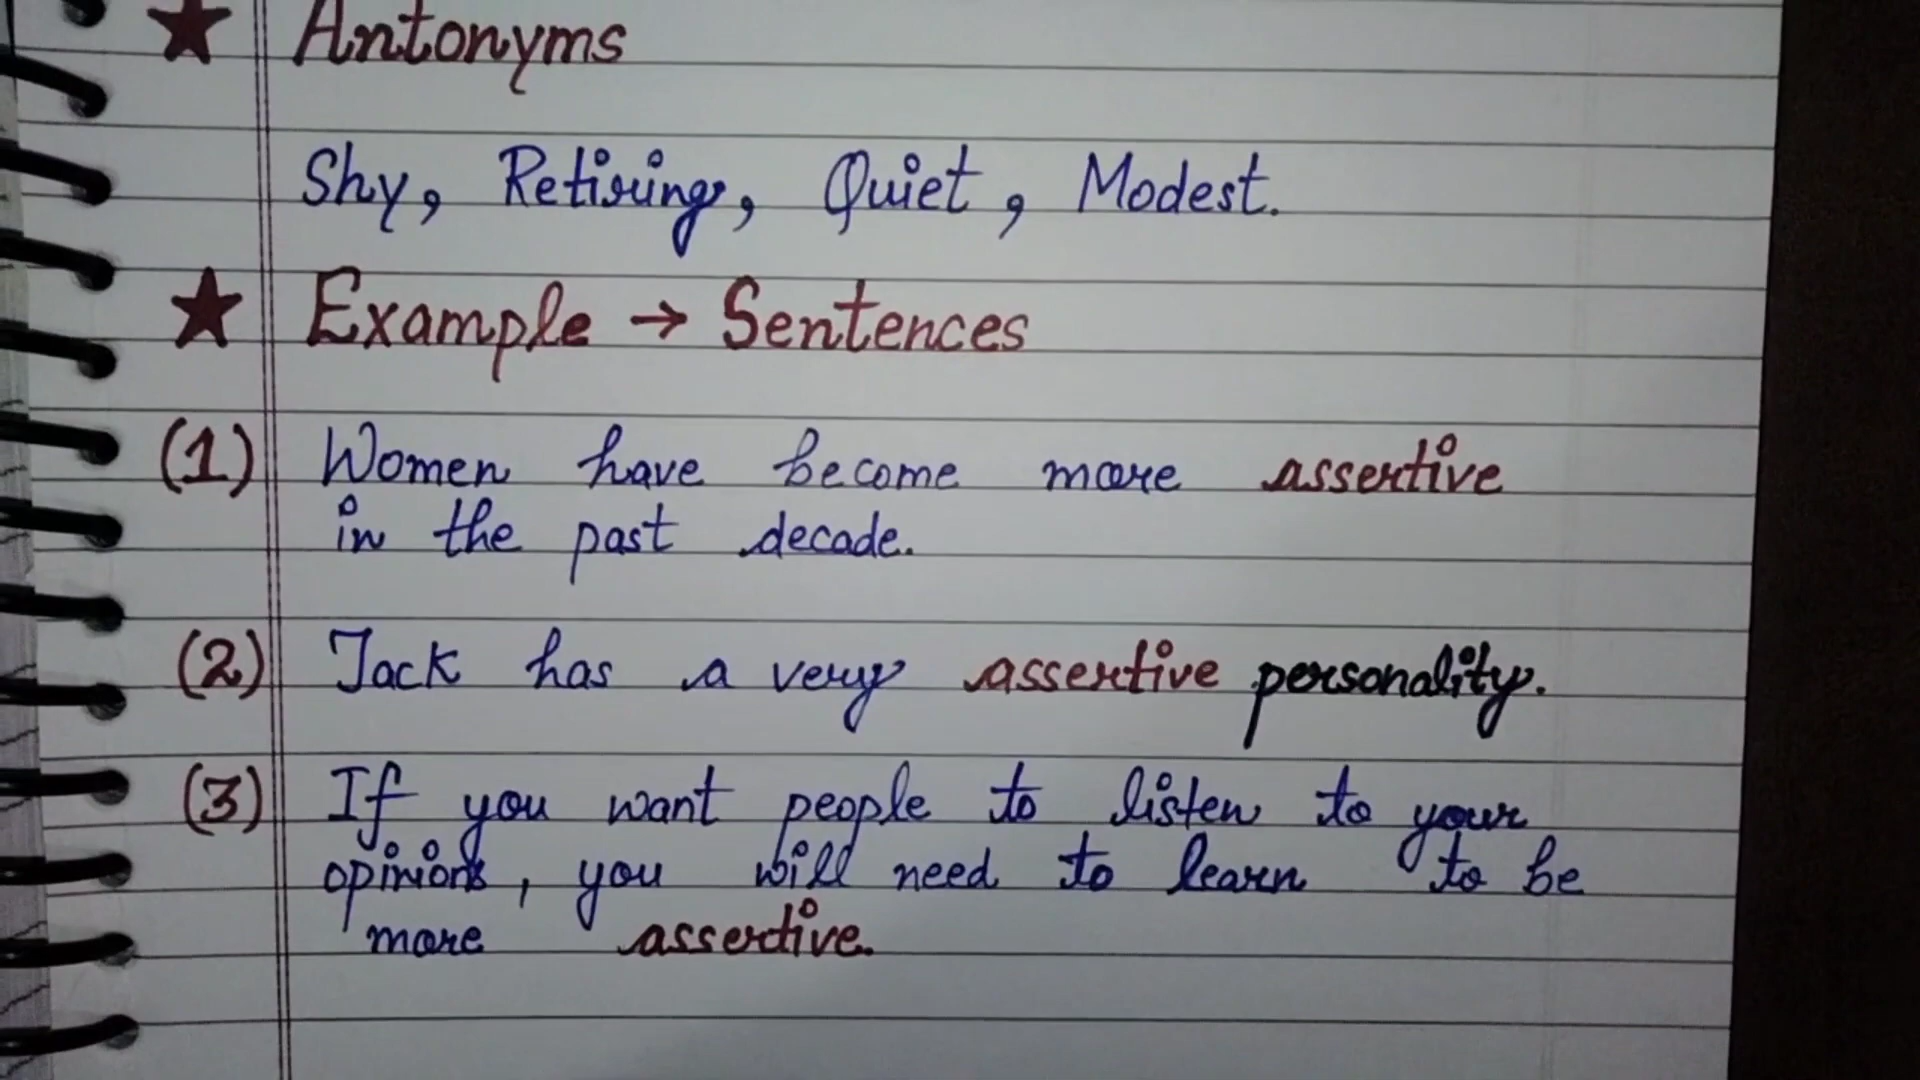 ★ Antonyms
Shy, Retiring, Quiet, Modest.
★ Example → Sentences
(1) Women have become more assertive
in the past decade.
(2) Jack has a very assertive personality.
(3) If you want people to listen to your
opinions, you will need to learn to be
more assertive.